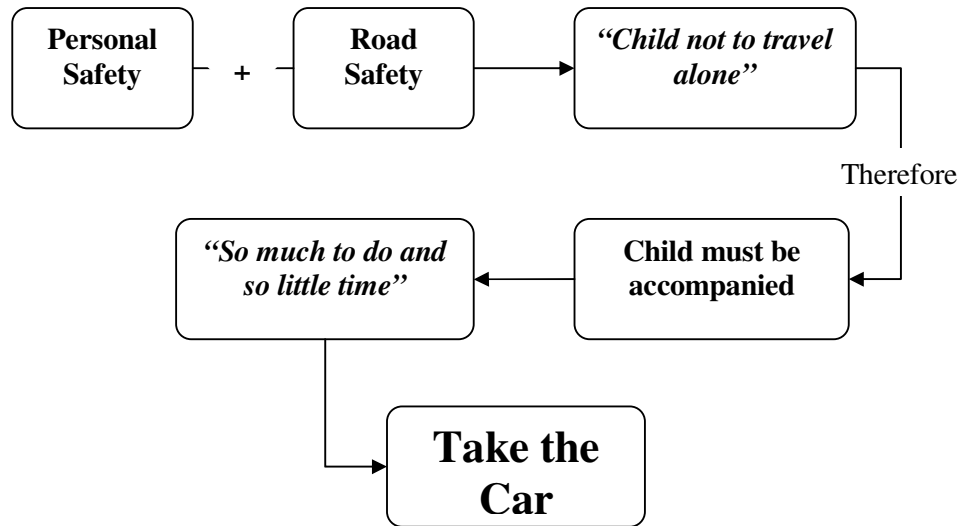 Personal
Safety
+
Road
Safety
“Child not to travel
alone”
Therefore
Child must be
accompanied
“So much to do and
so little time”
Take the
Car